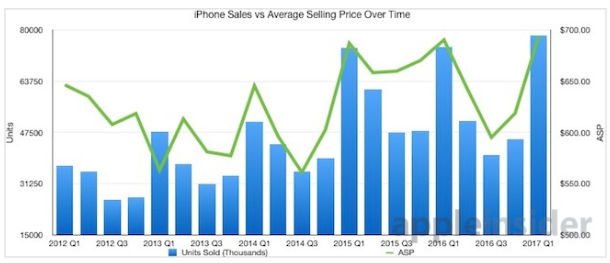 iPhone Sales vs Average Selling Price Over Time
80000
63750
47500
31250
15000
Units
$700.00
$650.00
$600.00
$550.00
$500.00
ASP
2012 Q1 2012 Q3 2013 Q1 2013 Q3 2014 Q1 2014 Q3 2015 Q1 2015 Q3 2016 Q1 2016 Q3 2017 Q1
Units Sold (Thousands) ASP
appleinsider